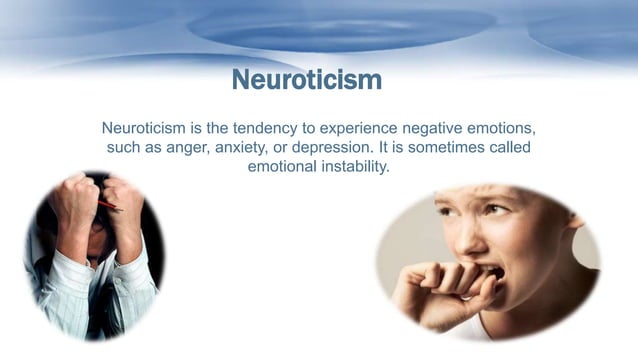 Neuroticism
Neuroticism is the tendency to experience negative emotions,
such as anger, anxiety, or depression. It is sometimes called
emotional instability.